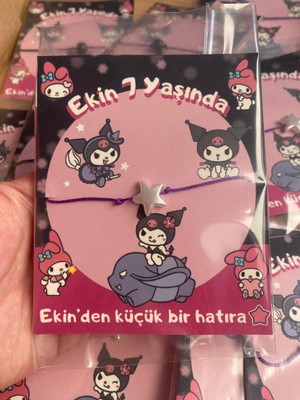 Ekin 7 Yaşında
Ekin'den küçük bir hatıra